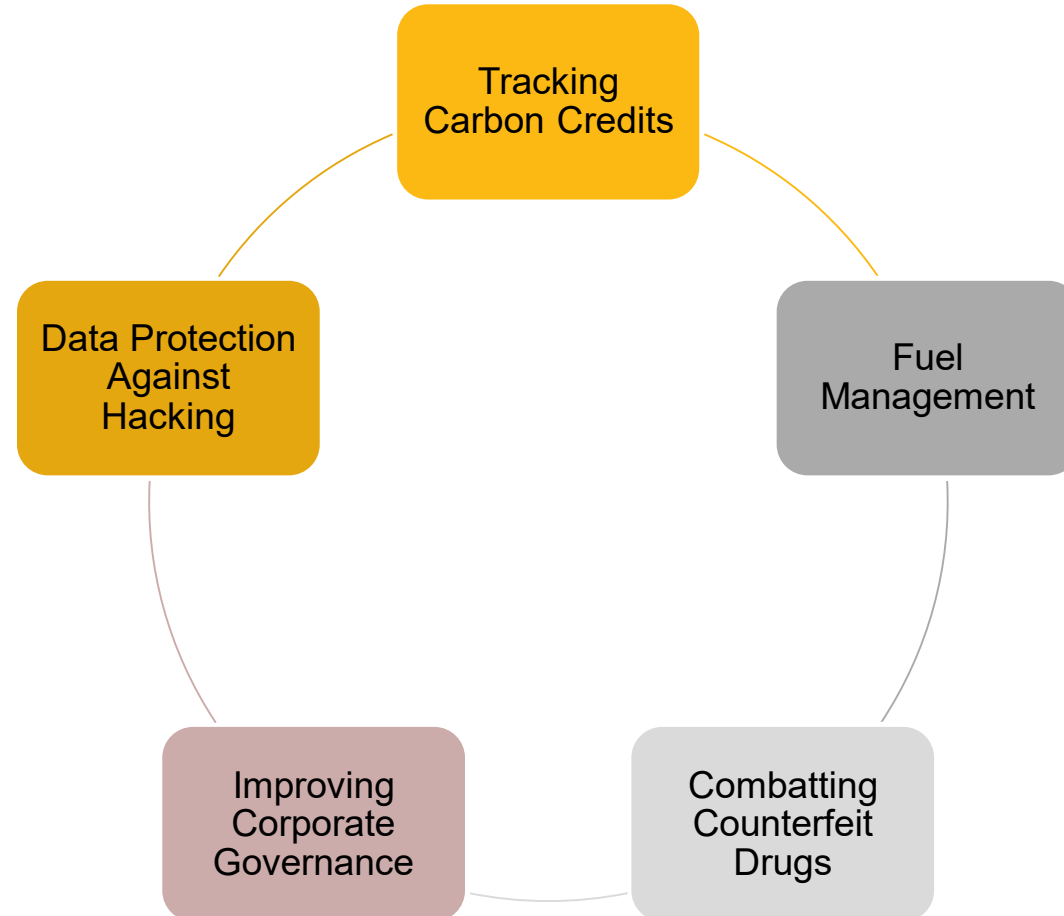 Tracking
Carbon Credits
Fuel
Management
Combatting
Counterfeit
Drugs
Improving
Corporate
Governance
Data Protection
Against
Hacking